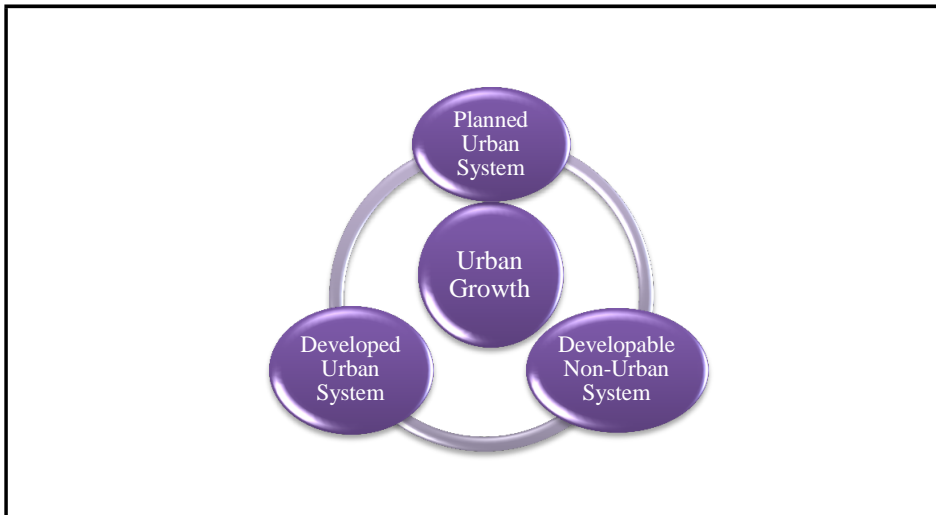 Planned
Urban
System
Urban
Growth
Developed
Urban
System
Developable
Non-Urban
System